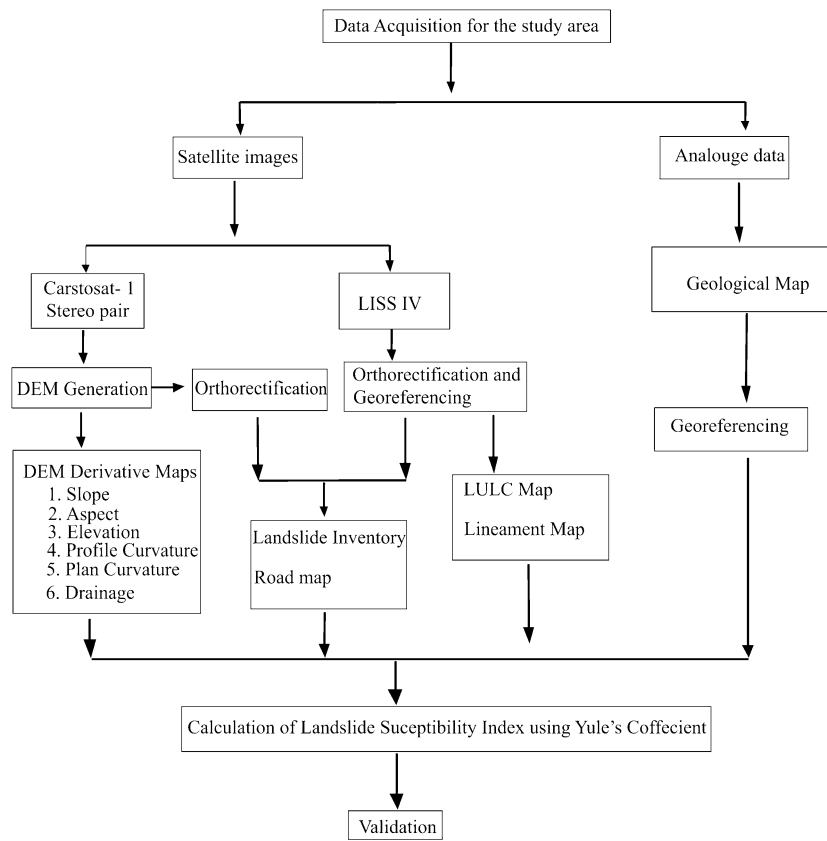 Data Acquisition for the study area
Satellite images
Analouge data
Carstosat- 1
Stereo pair
LISS IV
Geological Map
DEM Generation
Orthorectification
Orthorectification and
Georeferencing
Georeferencing
DEM Derivative Maps
1. Slope
2. Aspect
3. Elevation
4. Profile Curvature
5. Plan Curvature
6. Drainage
Landslide Inventory
Road map
LULC Map
Lineament Map
Calculation of Landslide Suceptibility Index using Yule's Coffecient
Validation